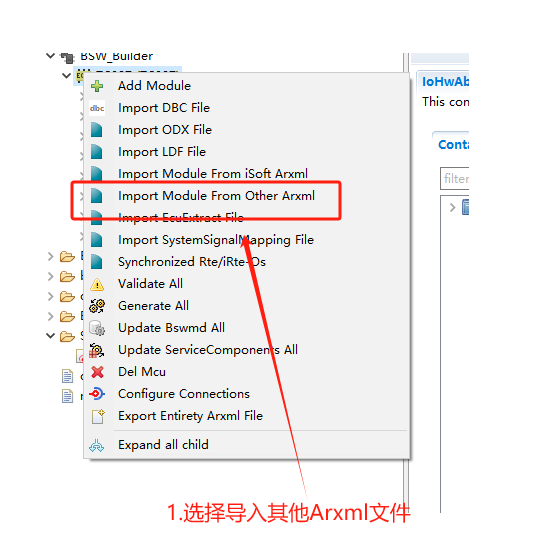 BSW_Builder
IoHwAb
This con
Conta
filter
Add Module
dbc
Import DBC File
Import ODX File
Import LDF File
Import Module From iSoft Arxml
Import Module From Other Arxml
Import EcuExtract File
Import SystemSignalMapping File
Synchronized Rte/iRte-Os
Validate All
Generate All
Update Bswmd All
Update ServiceComponents All
Del Mcu
Configure Connections
Export Entirety Arxml File
Expand all child
1.选择导入其他Arxml文件